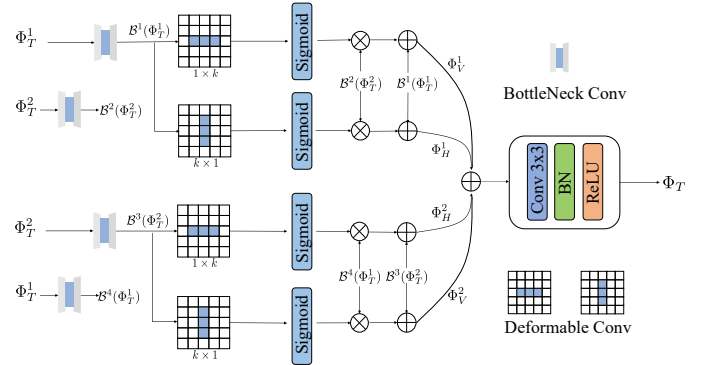 Φ_T^1
B^1(Φ_T^1)
1 × k
Sigmoid
Φ_T^2
B^2(Φ_T^2)
k × 1
Sigmoid
B^2(Φ_T^2)
B^1(Φ_T^1)
Φ_V^1
Φ_H^1
BottleNeck Conv
Conv 3x3
BN
ReLU
Φ_T
Φ_T^2
B^3(Φ_T^2)
1 × k
Sigmoid
Φ_T^1
B^4(Φ_T^1)
k × 1
Sigmoid
B^4(Φ_T^1)
B^3(Φ_T^2)
Φ_H^2
Φ_V^2
Deformable Conv